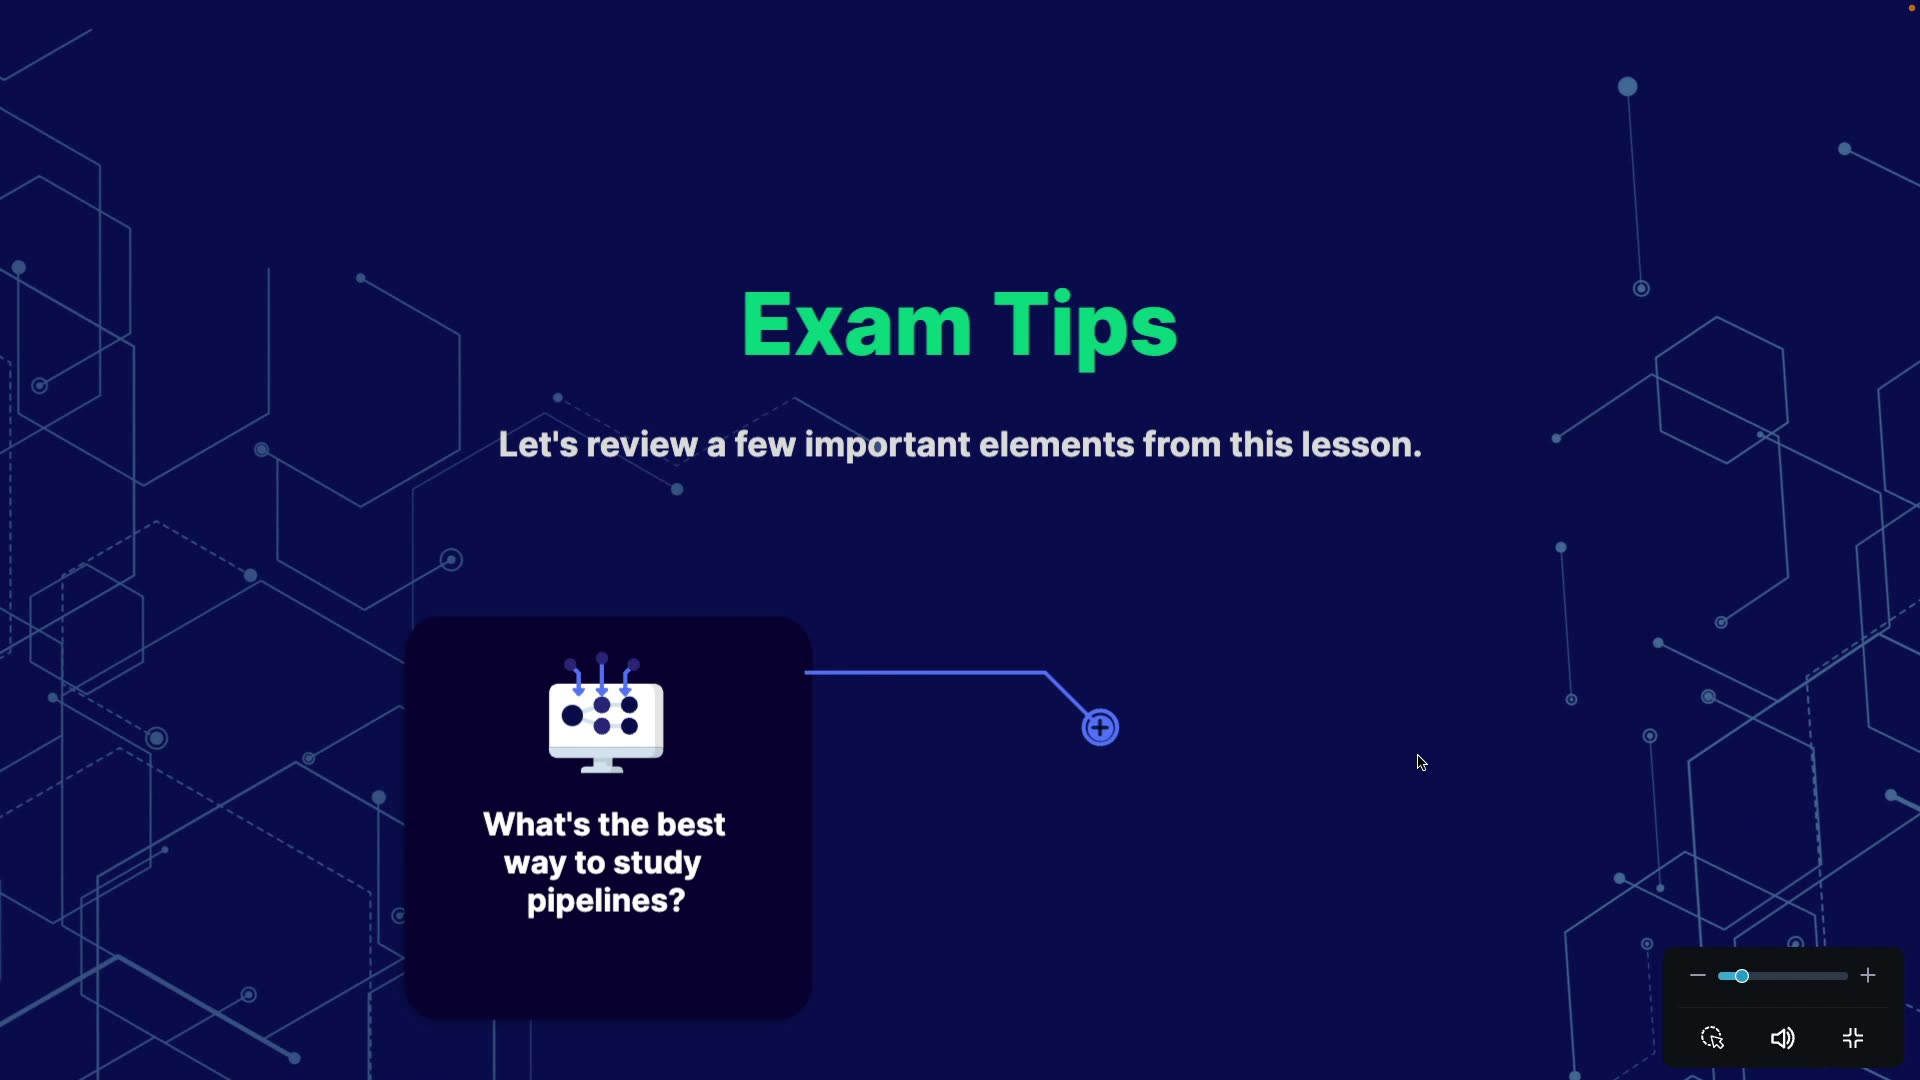 Exam Tips
Let's review a few important elements from this lesson.
What's the best
way to study
pipelines?